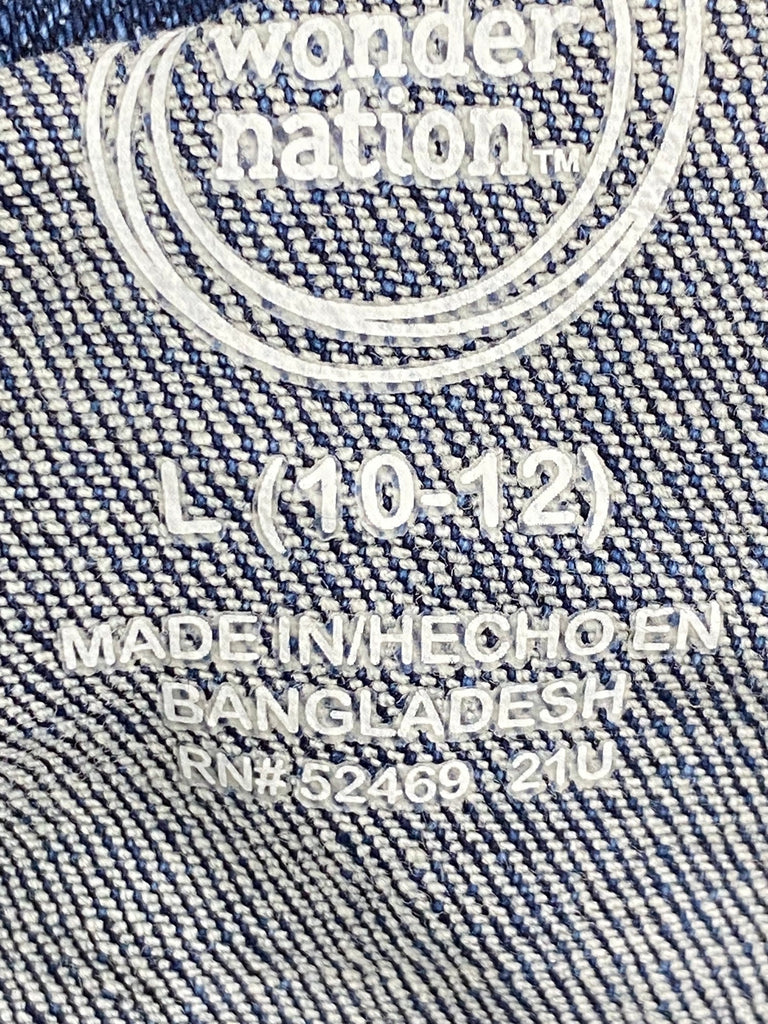 wonder
nation™
L (10-12)
MADE IN/HECHO EN
BANGLADESH
RN# 52469 21U